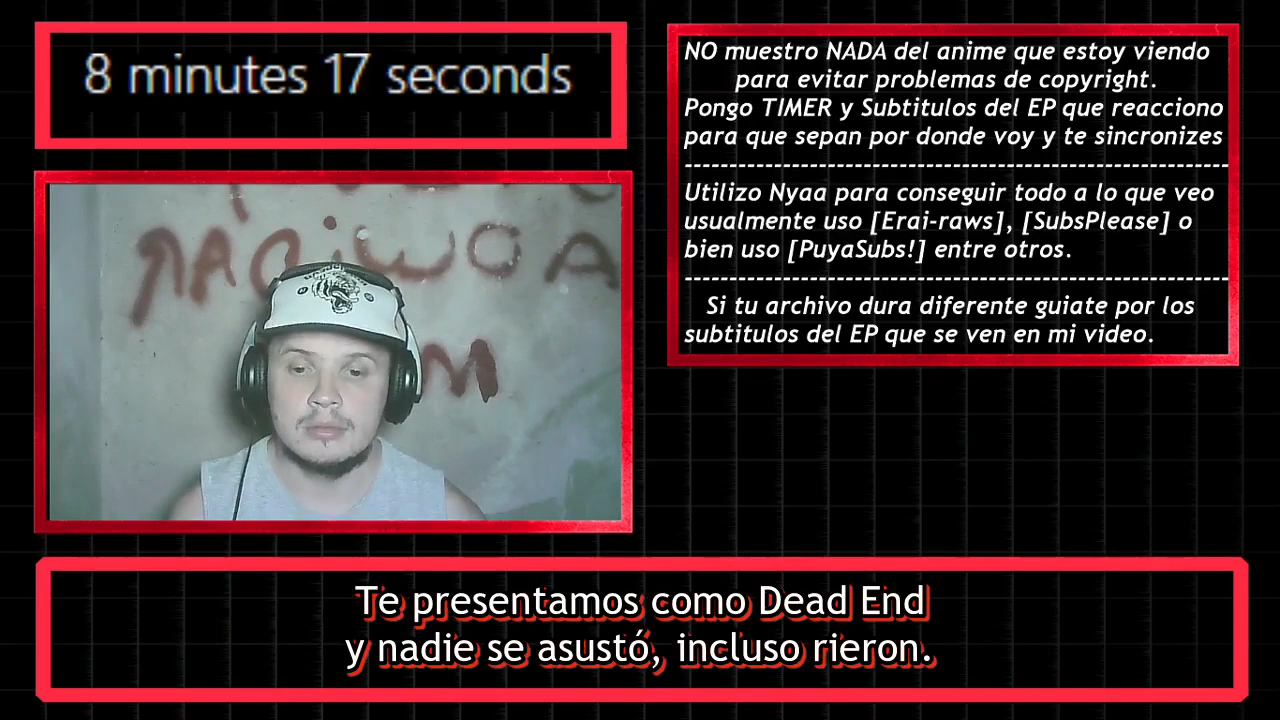 8 minutes 17 seconds
NO muestro NADA del anime que estoy viendo
para evitar problemas de copyright.
Pongo TIMER y Subtitulos del EP que reacciono
para que sepan por donde voy y te sincronizes
Utilizo Nyaa para conseguir todo a lo que veo
usualmente uso [Erai-raws], [SubsPlease] o
bien uso [PuyaSubs!] entre otros.
Si tu archivo dura diferente guiate por los
subtitulos del EP que se ven en mi video.
Te presentamos como Dead End
y nadie se asustó, incluso rieron.